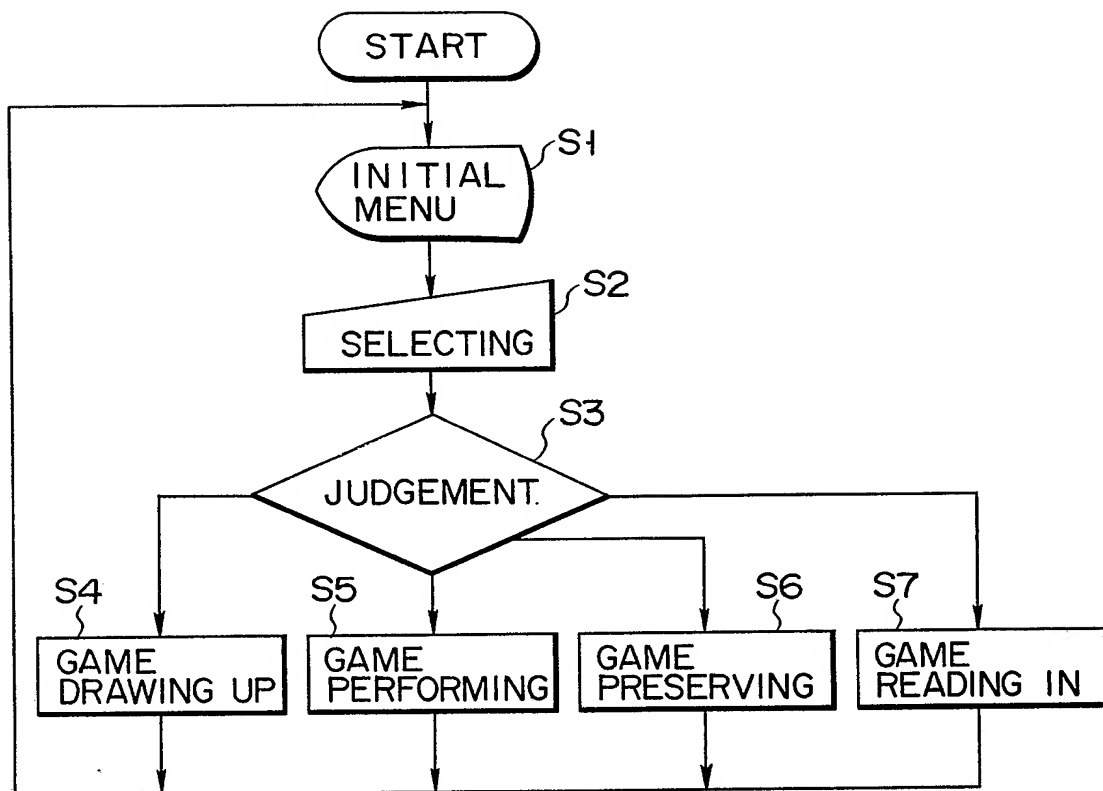 START
S1
INITIAL
MENU
S2
SELECTING
S3
JUDGEMENT.
S4
GAME
DRAWING UP
S5
GAME
PERFORMING
S6
GAME
PRESERVING
S7
GAME
READING IN